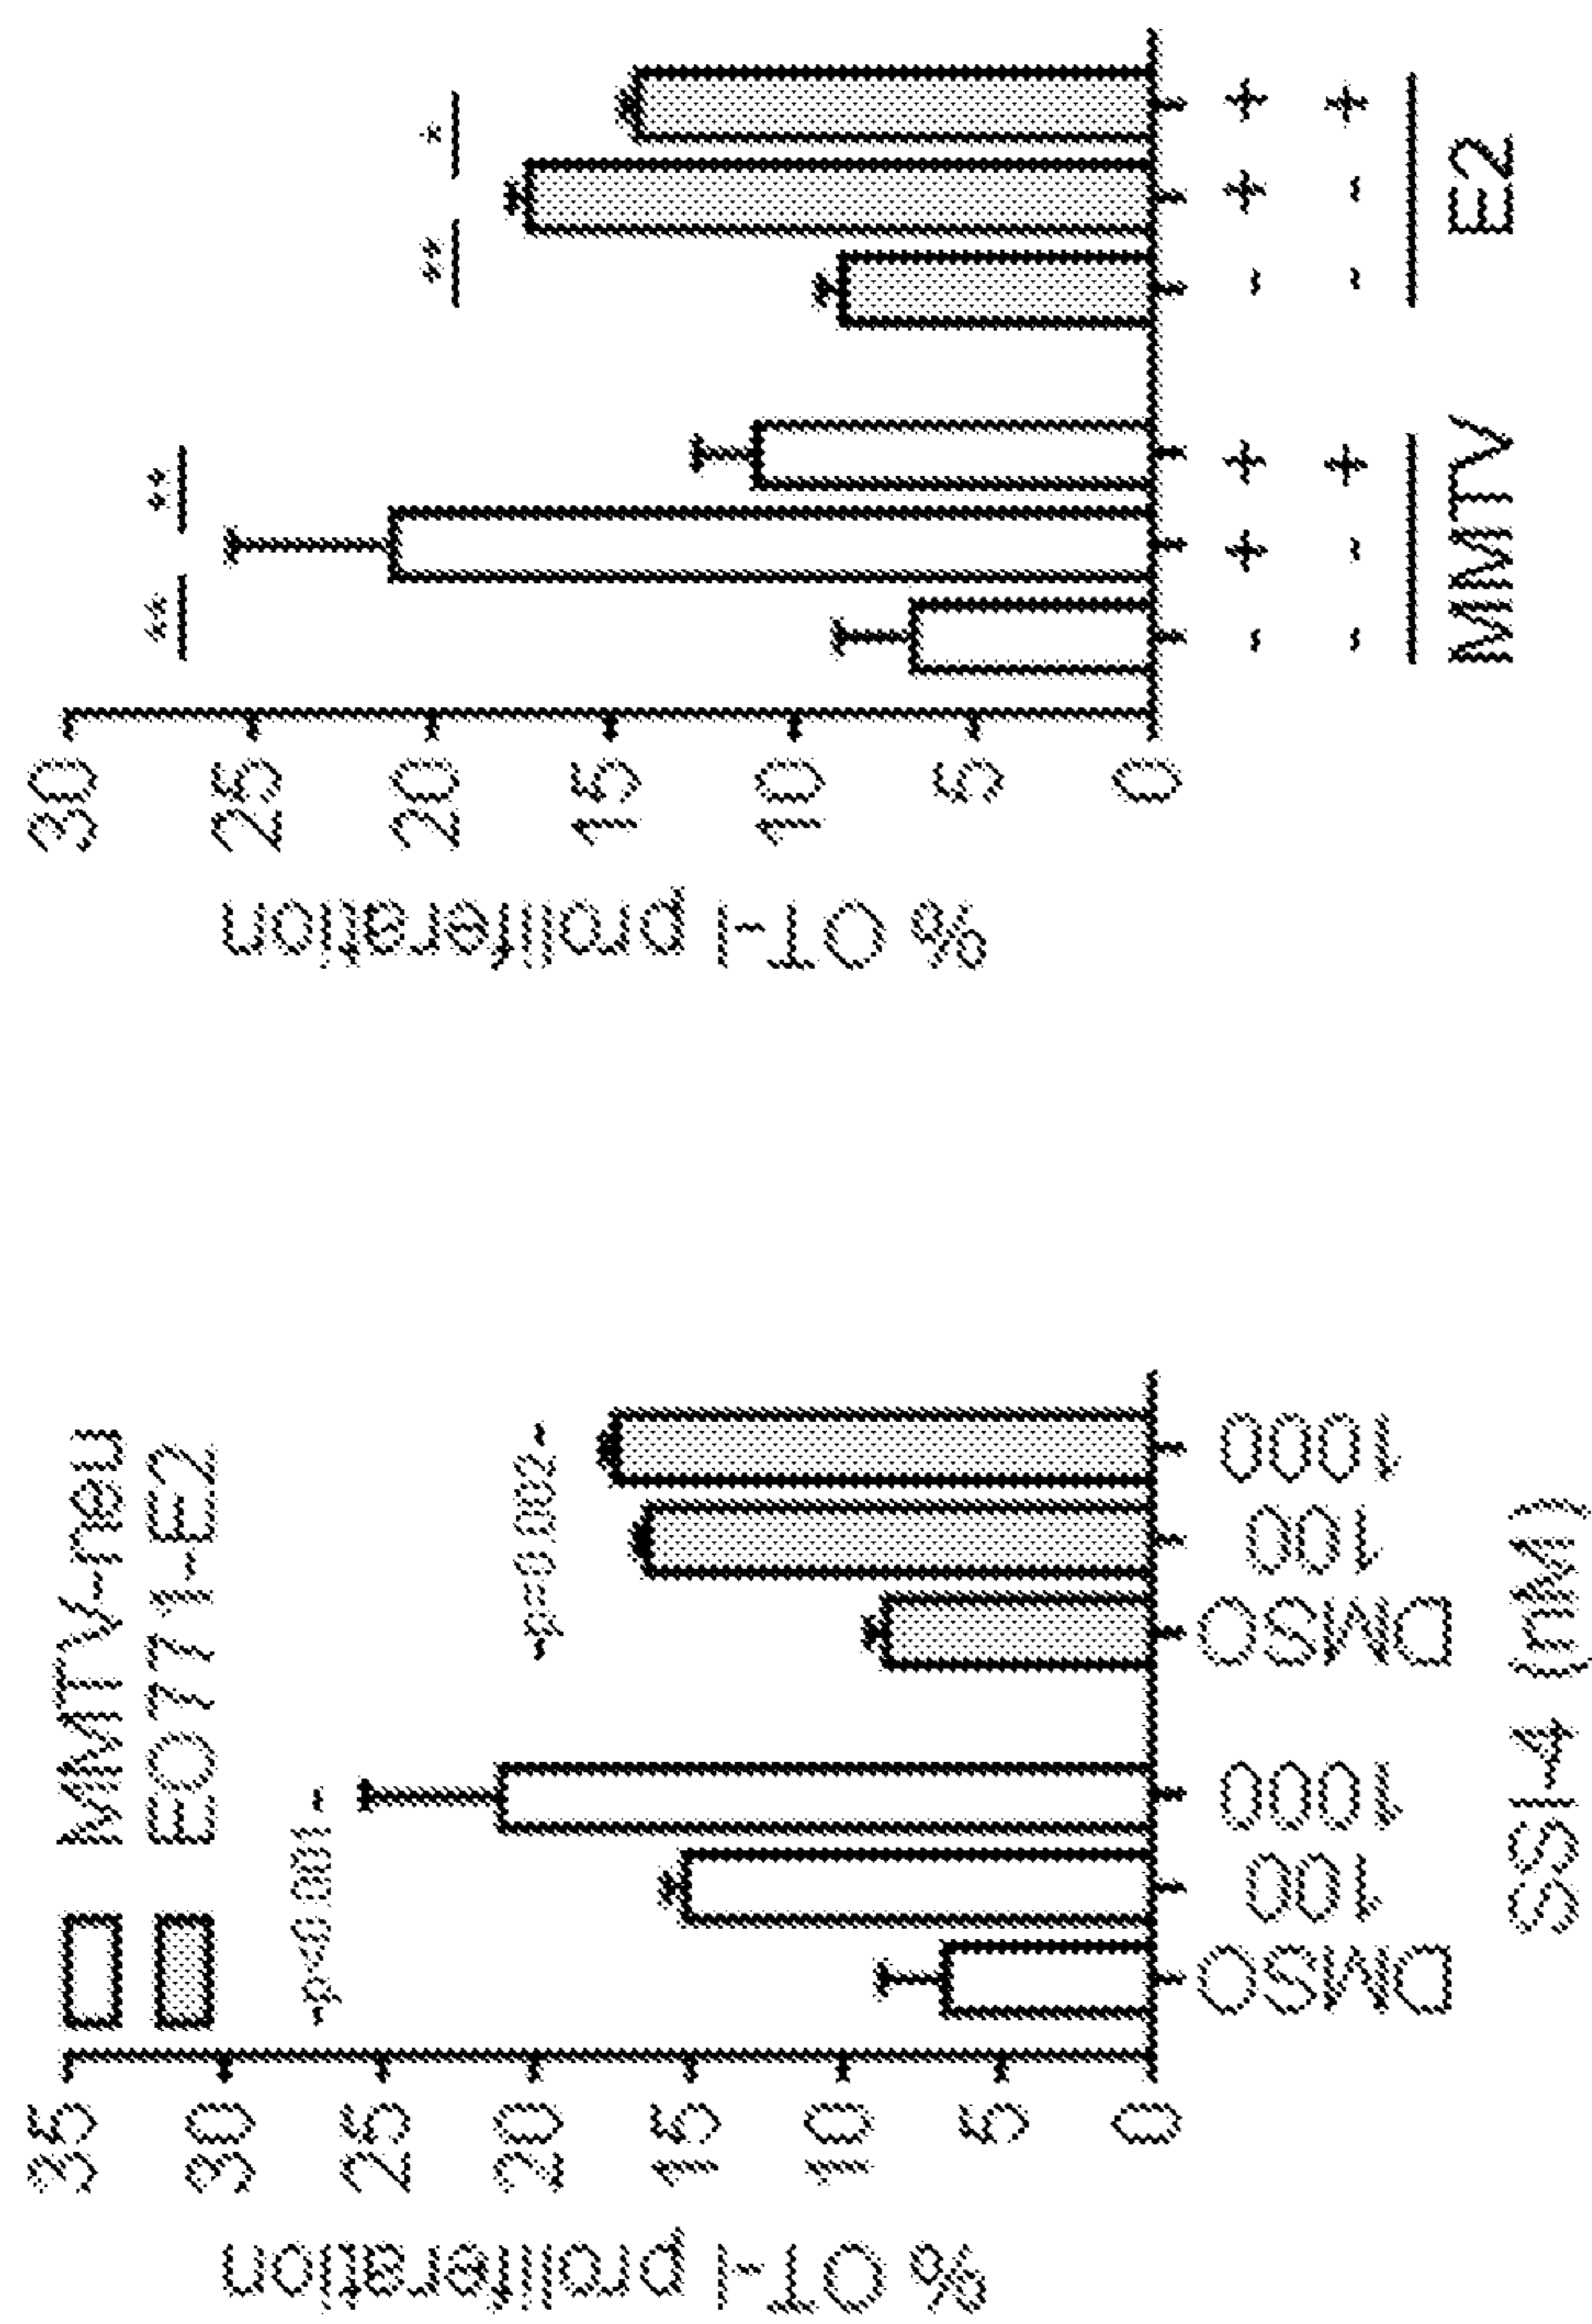 MMTV-neu
EO771-E2
% OT-I proliferation
35
30
25
20
15
10
5
0
-p<0.001-
-p=0.002-
DMSO 100 1000 DMSO 100 1000
SSI-4 (nM)
% OT-I proliferation
30
25
20
15
10
5
0
** **
** *
- + + - + +
- - + - - +
MMTV E2